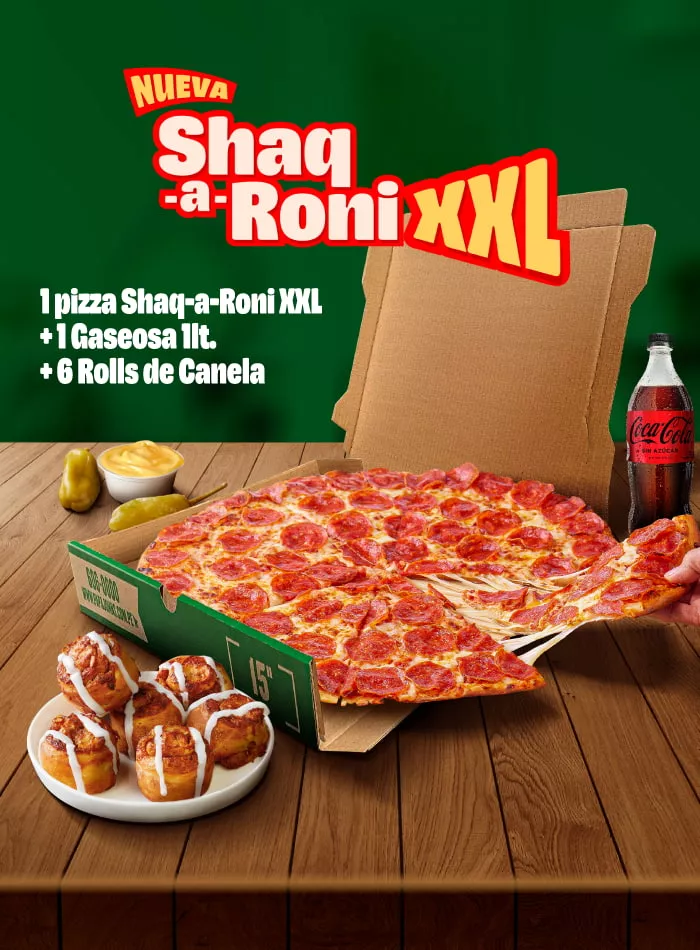 NUEVA
Shaq
-a-Roni XXL
1 pizza Shaq-a-Roni XXL
+ 1 Gaseosa 1lt.
+ 6 Rolls de Canela
Coca-Cola
SIN AZÚCAR
15"